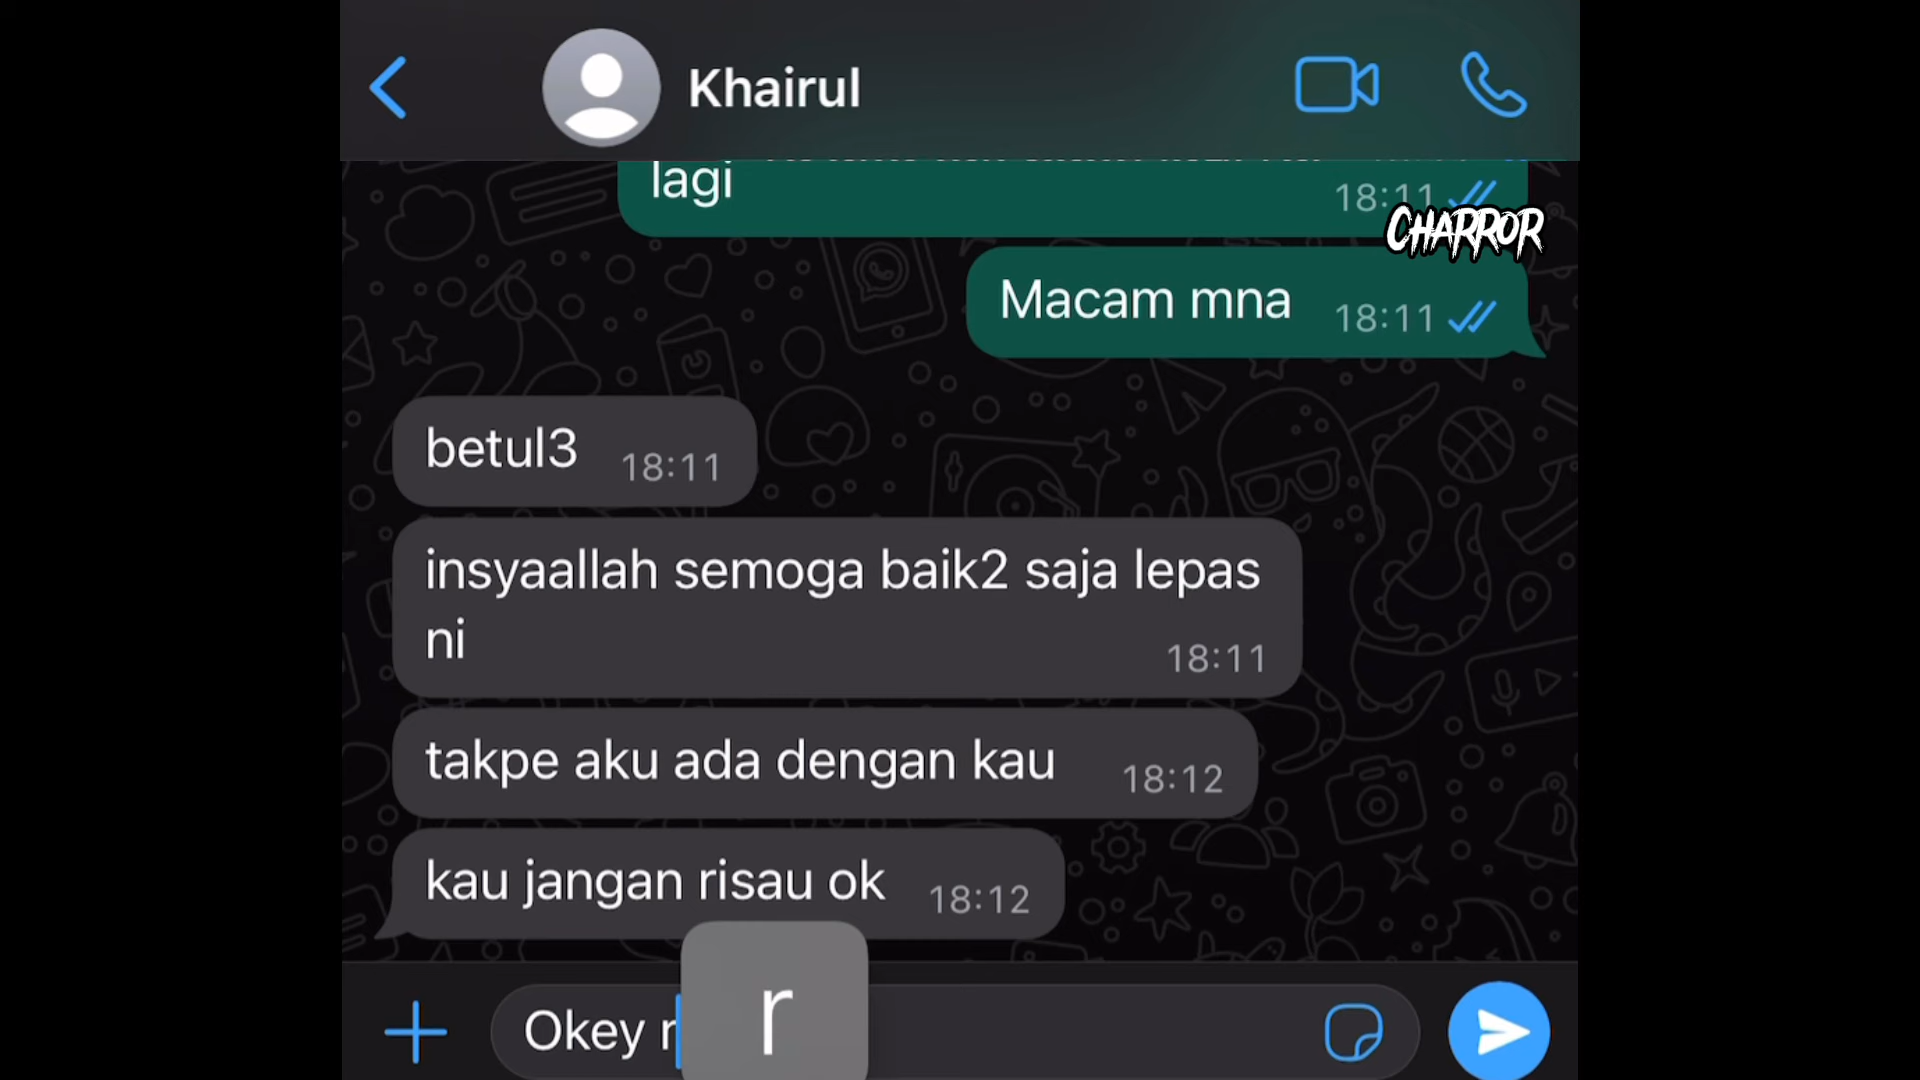 Khairul
lagi 18:11
CHARROR
Macam mna 18:11
betul3 18:11
insyaallah semoga baik2 saja lepas
ni 18:11
takpe aku ada dengan kau 18:12
kau jangan risau ok 18:12
Okey r
r